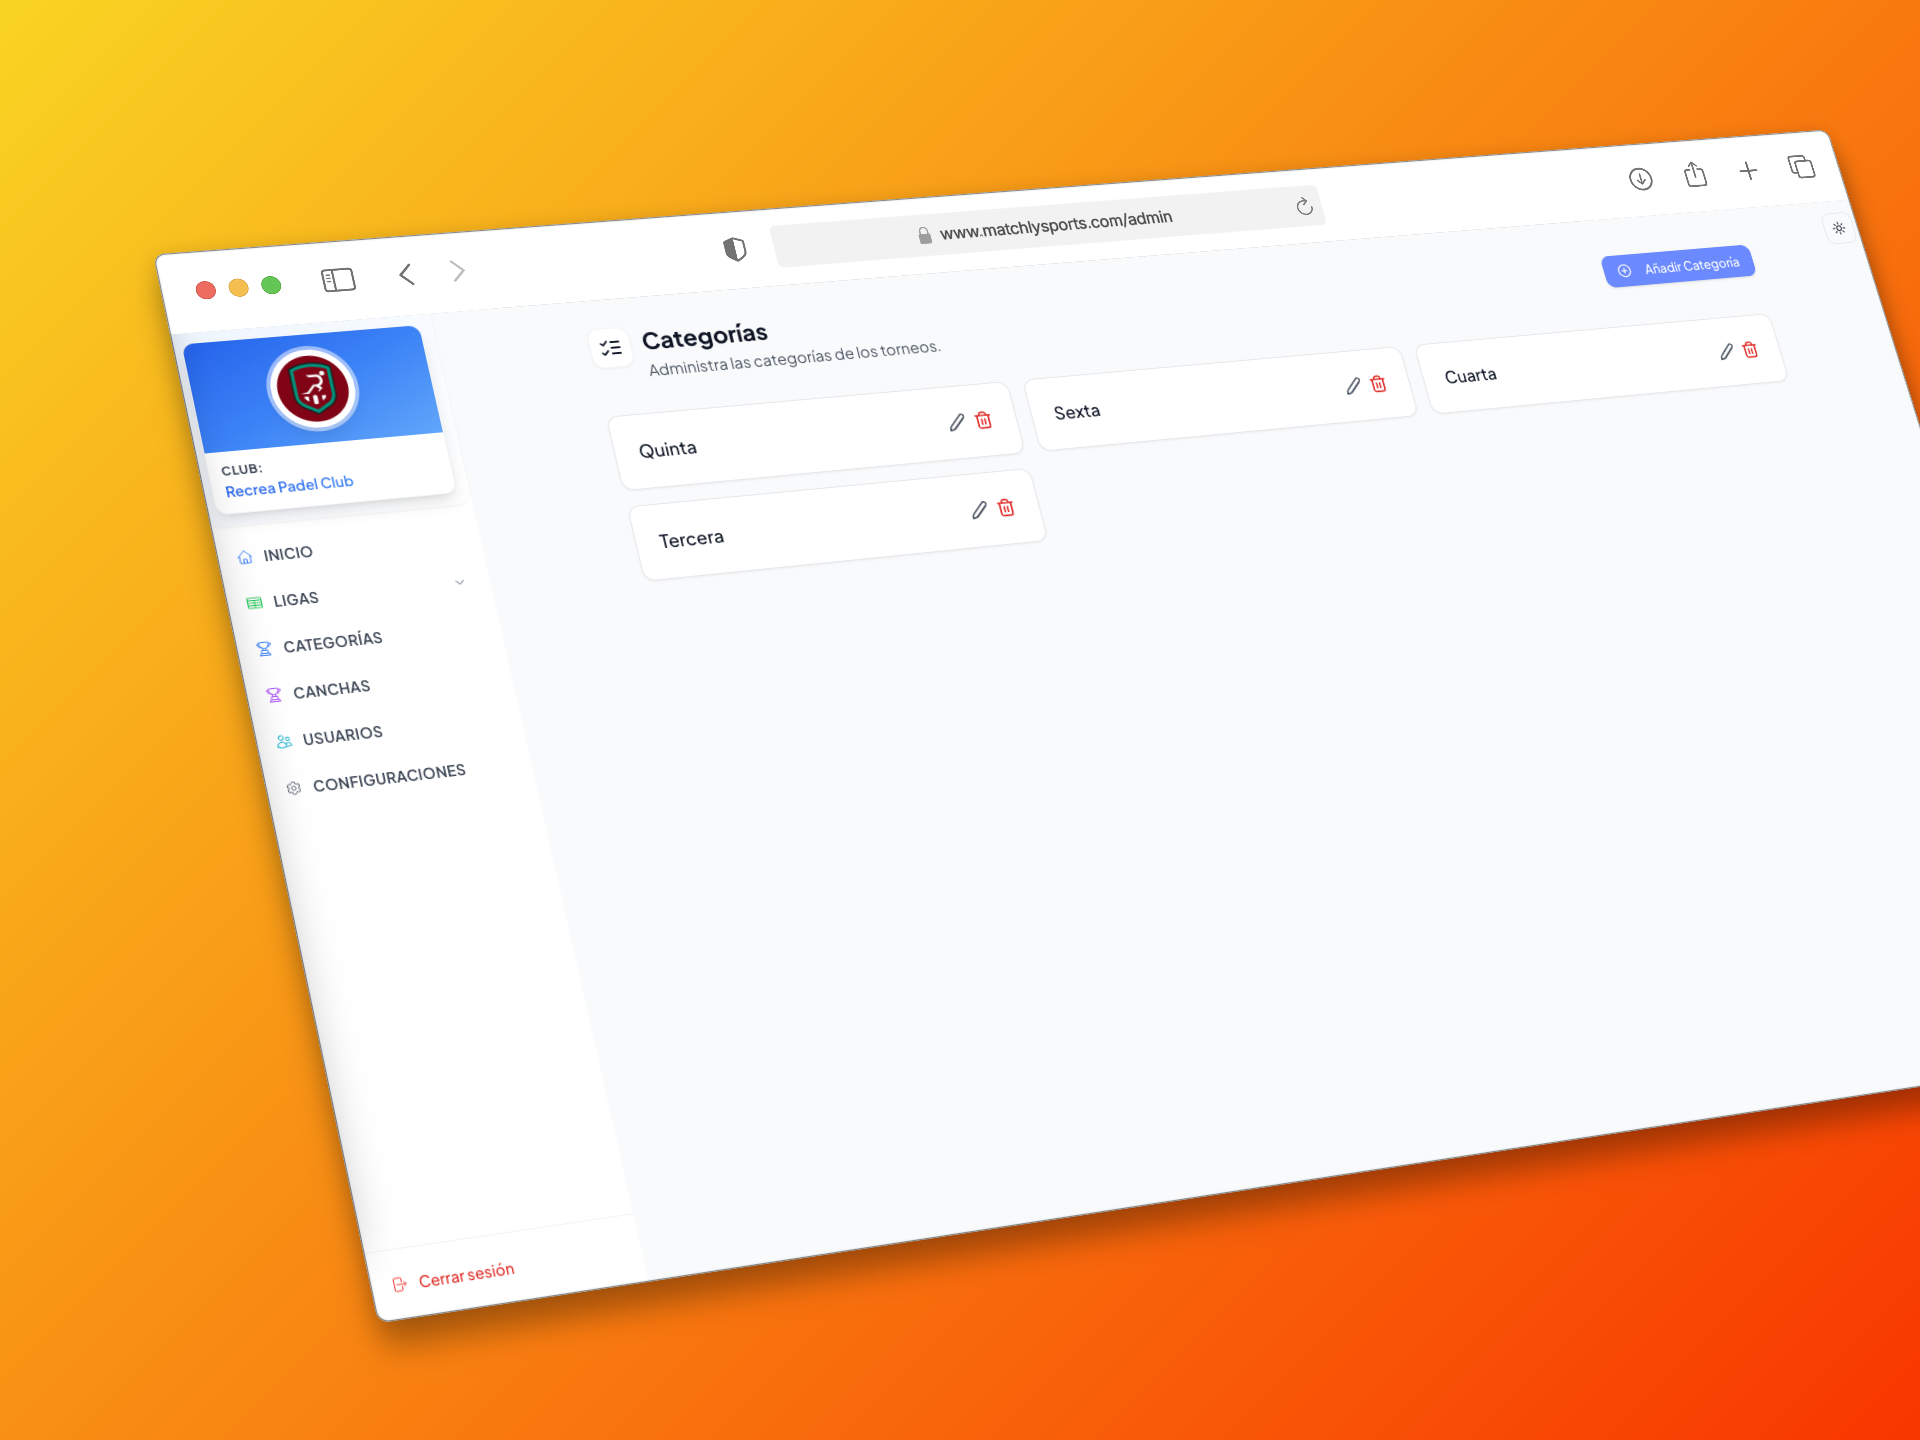 www.matchlysports.com/admin
Añadir Categoría
CLUB:
Recrea Padel Club
INICIO
LIGAS
CATEGORÍAS
CANCHAS
USUARIOS
CONFIGURACIONES
Cerrar sesión
Categorías
Administra las categorías de los torneos.
Quinta
Sexta
Cuarta
Tercera